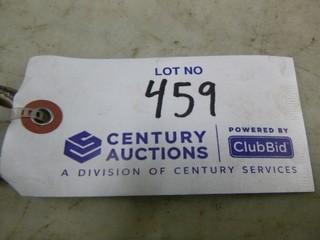 LOT NO
459
CENTURY AUCTIONS
POWERED BY
ClubBid
A DIVISION OF CENTURY SERVICES